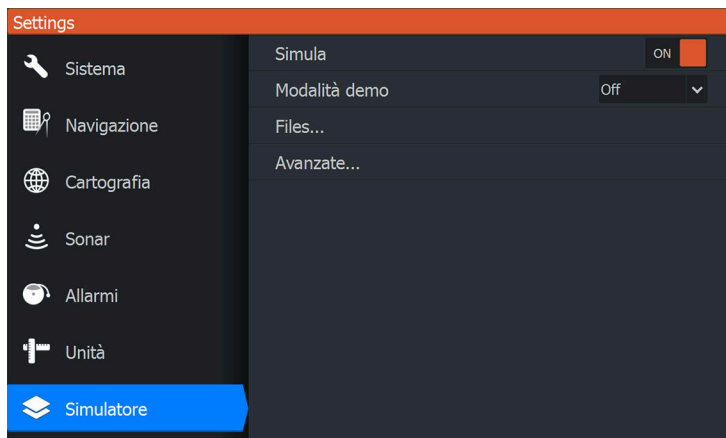 Settings
Sistema
Navigazione
Cartografia
Sonar
Allarmi
Unità
Simulatore
Simula ON
Modalità demo Off
Files...
Avanzate...